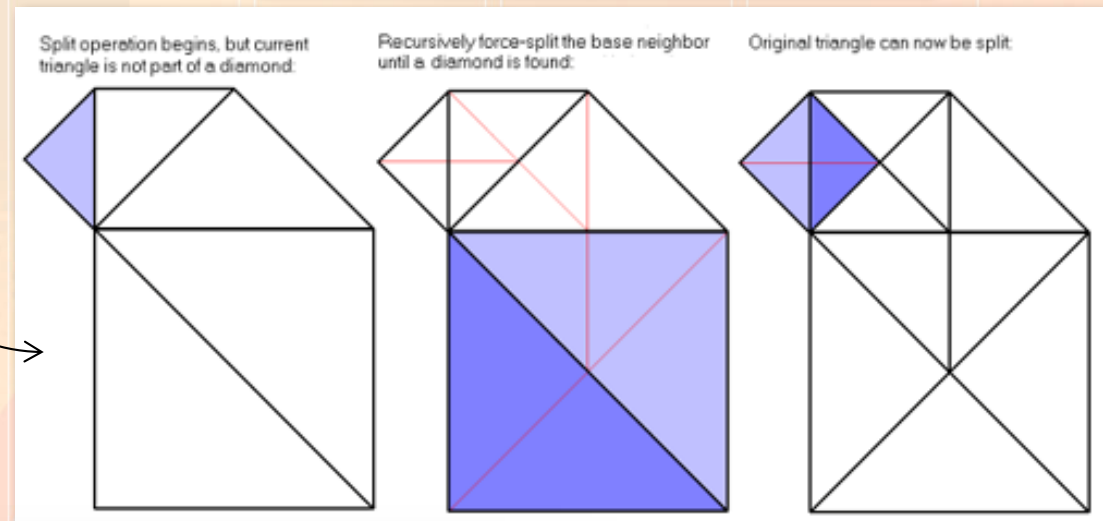 Split operation begins, but current
triangle is not part of a diamond:
Recursively force-split the base neighbor
until a diamond is found:
Original triangle can now be split: